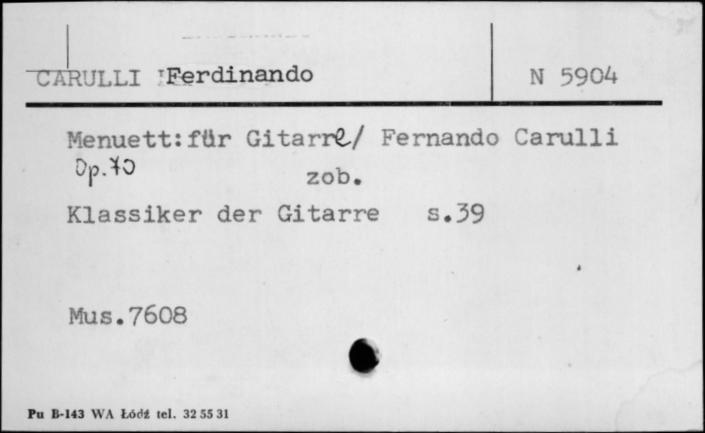 CARULLI Ferdinando N 5904
Menuett:für Gitarre/ Fernando Carulli
Op.70
zob.
Klassiker der Gitarre s.39
Mus.7608
Pu B-143 WA Łódź tel. 32 55 31